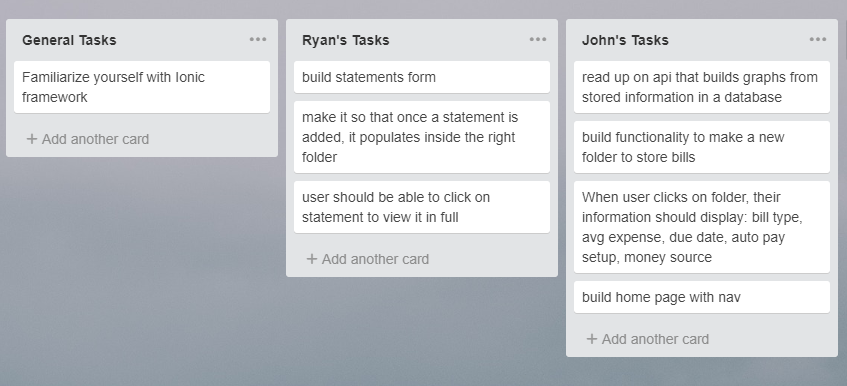 General Tasks
Familiarize yourself with Ionic
framework
+ Add another card
Ryan's Tasks
build statements form
make it so that once a statement is
added, it populates inside the right
folder
user should be able to click on
statement to view it in full
+ Add another card
John's Tasks
read up on api that builds graphs from
stored information in a database
build functionality to make a new
folder to store bills
When user clicks on folder, their
information should display: bill type,
avg expense, due date, auto pay
setup, money source
build home page with nav
+ Add another card